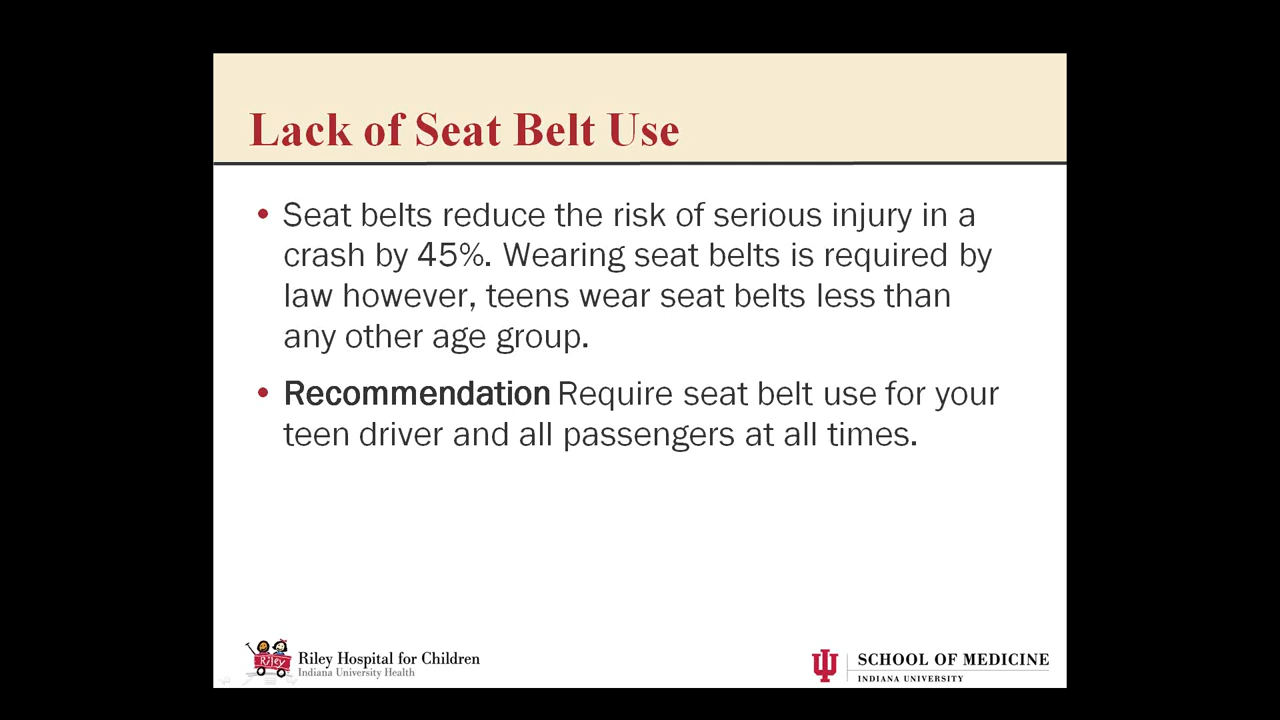 Lack of Seat Belt Use
• Seat belts reduce the risk of serious injury in a
crash by 45%. Wearing seat belts is required by
law however, teens wear seat belts less than
any other age group.
• Recommendation Require seat belt use for your
teen driver and all passengers at all times.
Riley
Riley Hospital for Children
Indiana University Health
SCHOOL OF MEDICINE
INDIANA UNIVERSITY